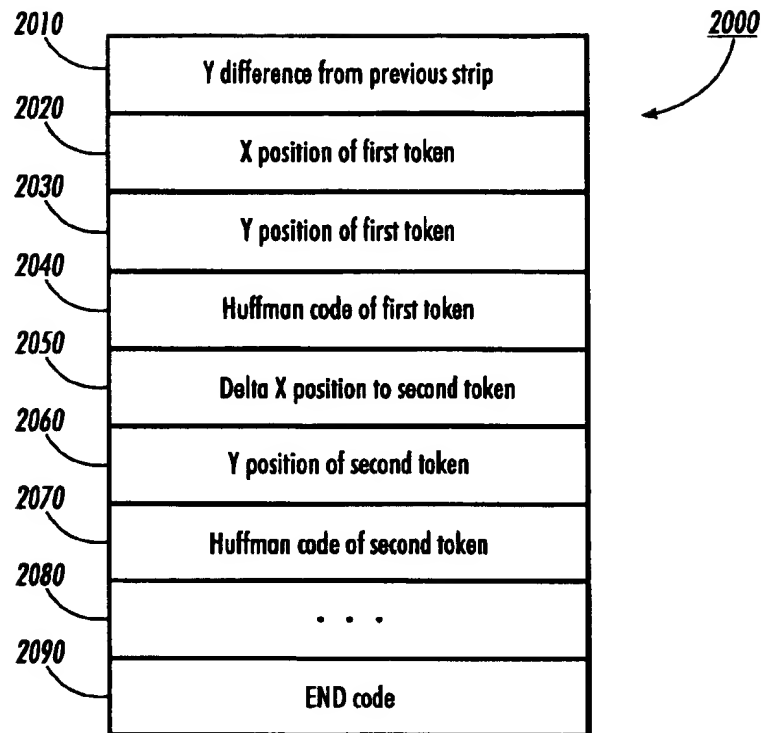 2010
2000
Y difference from previous strip
2020
X position of first token
2030
Y position of first token
2040
Huffman code of first token
2050
Delta X position to second token
2060
Y position of second token
2070
Huffman code of second token
2080
. . .
2090
END code